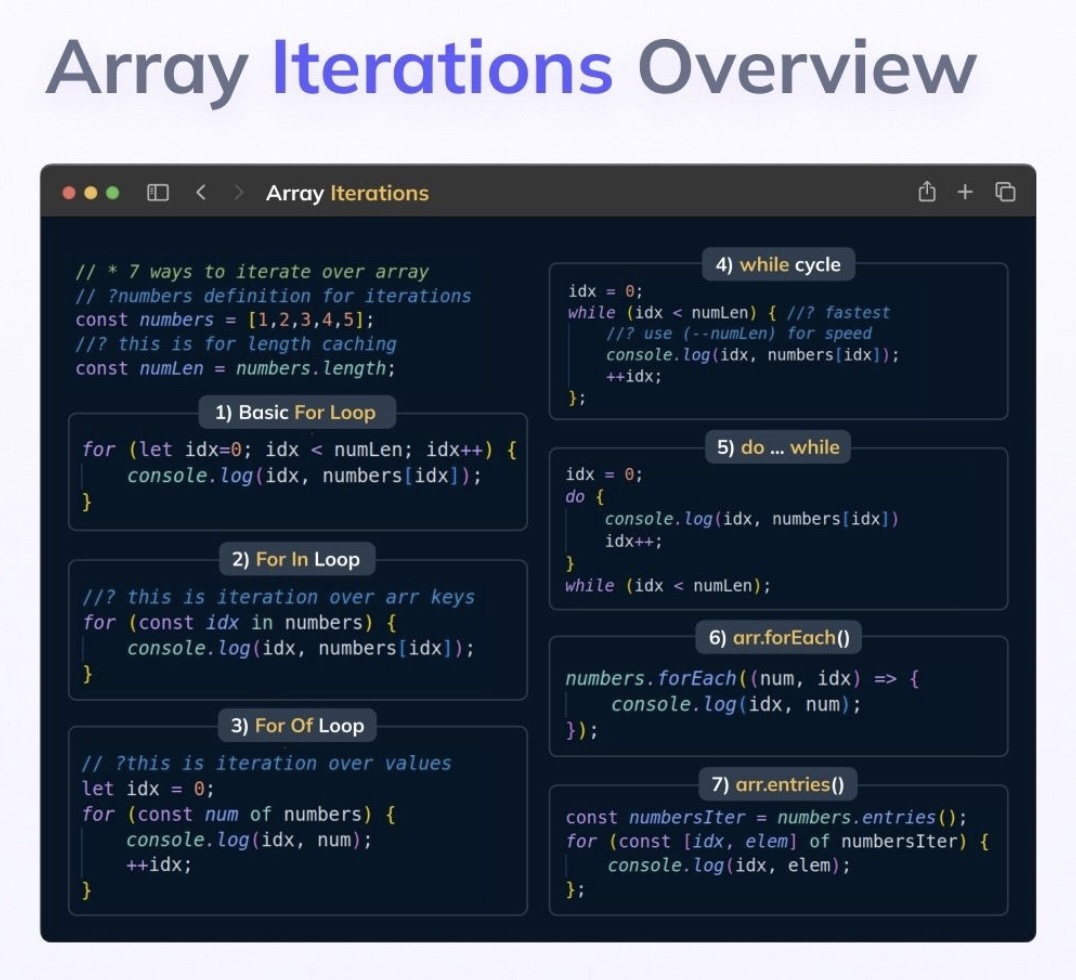 Array Iterations Overview
Array Iterations
// * 7 ways to iterate over array
// ?numbers definition for iterations
const numbers = [1,2,3,4,5];
//? this is for length caching
const numLen = numbers.length;
1) Basic For Loop
for (let idx=0; idx < numLen; idx++) {
console.log(idx, numbers[idx]);
}
2) For In Loop
//? this is iteration over arr keys
for (const idx in numbers) {
console.log(idx, numbers[idx]);
}
3) For Of Loop
// ?this is iteration over values
let idx = 0;
for (const num of numbers) {
console.log(idx, num);
++idx;
}
4) while cycle
idx = 0;
while (idx < numLen) { //? fastest
//? use (--numLen) for speed
console.log(idx, numbers[idx]);
++idx;
};
5) do ... while
idx = 0;
do {
console.log(idx, numbers[idx])
idx++;
}
while (idx < numLen);
6) arr.forEach()
numbers.forEach((num, idx) => {
console.log(idx, num);
});
7) arr.entries()
const numbersIter = numbers.entries();
for (const [idx, elem] of numbersIter) {
console.log(idx, elem);
};